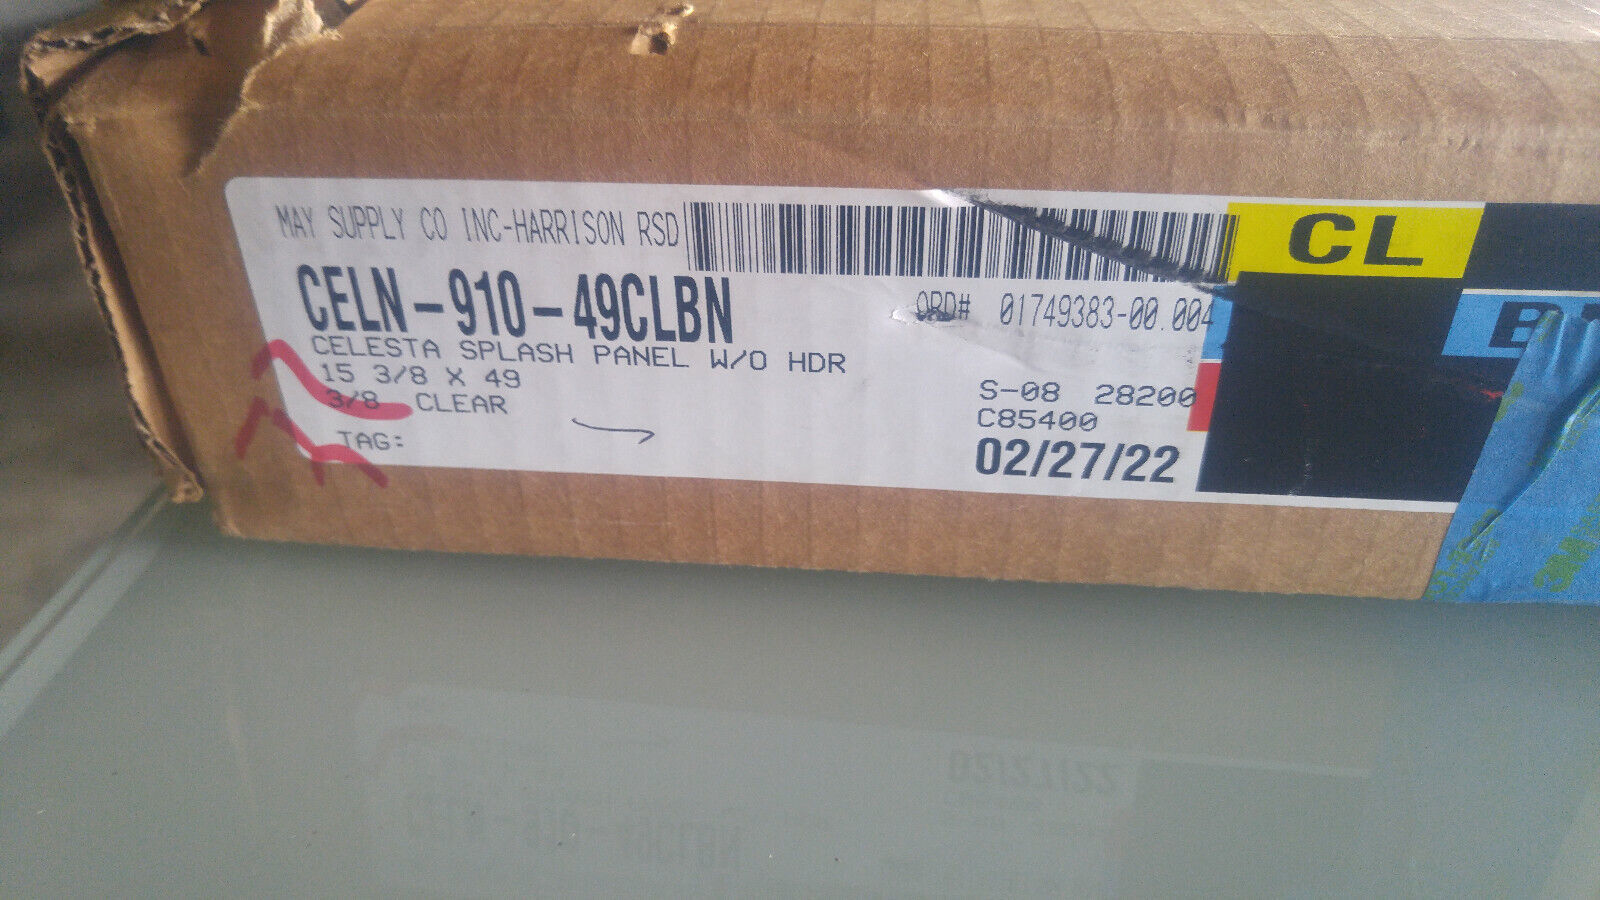 MAY SUPPLY CO INC-HARRISON RSD
CL
CELN-910-49CLBN
ORD# 01749383-00.004
CELESTA SPLASH PANEL W/O HDR
15 3/8 X 49
S-08 28200
3/8 CLEAR
C85400
TAG:
02/27/22
3M